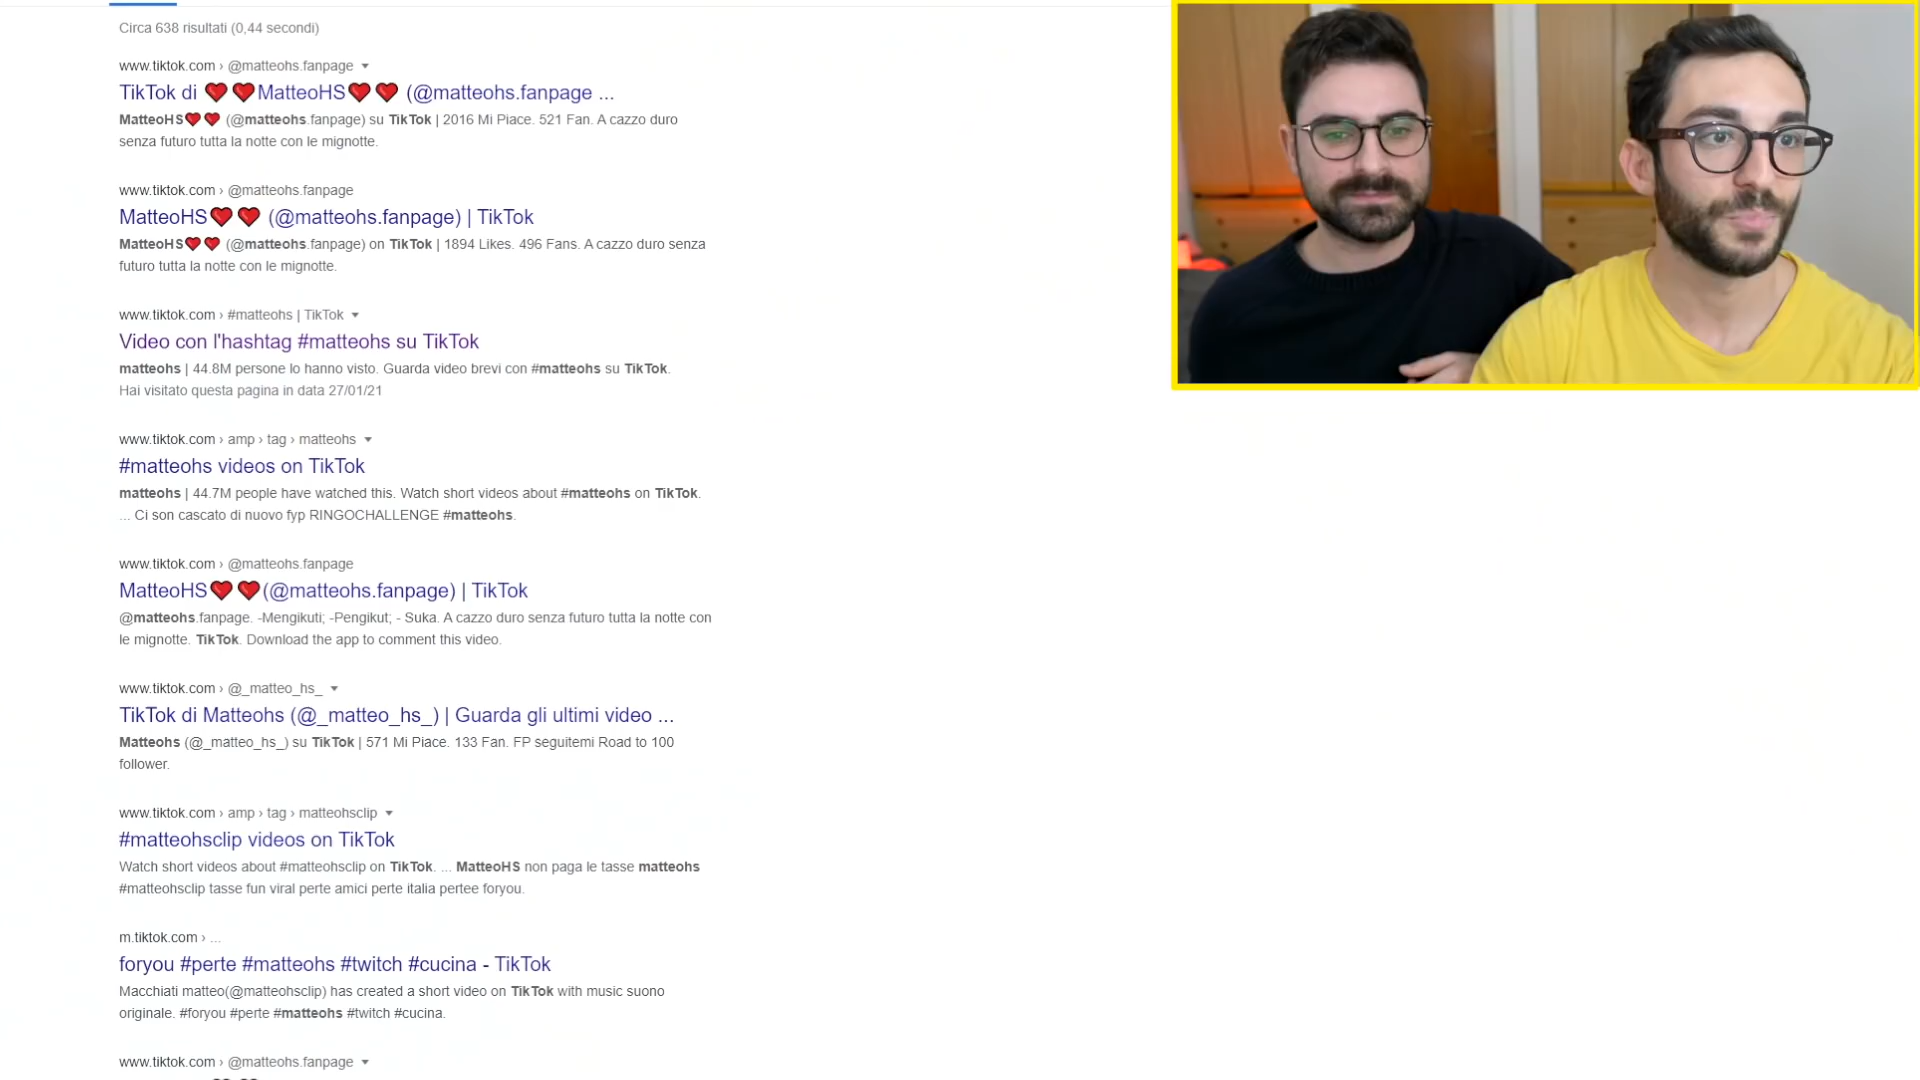 Circa 638 risultati (0,44 secondi)
www.tiktok.com › @matteohs.fanpage
TikTok di ❤️❤️MatteoHS❤️❤️ (@matteohs.fanpage ...
MatteoHS❤️❤️ (@matteohs.fanpage) su TikTok | 2016 Mi Piace. 521 Fan. A cazzo duro
senza futuro tutta la notte con le mignotte.
www.tiktok.com › @matteohs.fanpage
MatteoHS❤️❤️ (@matteohs.fanpage) | TikTok
MatteoHS❤️❤️ (@matteohs.fanpage) on TikTok | 1894 Likes. 496 Fans. A cazzo duro senza
futuro tutta la notte con le mignotte.
www.tiktok.com › #matteohs | TikTok
Video con l'hashtag #matteohs su TikTok
matteohs | 44.8M persone lo hanno visto. Guarda video brevi con #matteohs su TikTok.
Hai visitato questa pagina in data 27/01/21
www.tiktok.com › amp › tag › matteohs
#matteohs videos on TikTok
matteohs | 44.7M people have watched this. Watch short videos about #matteohs on TikTok.
... Ci son cascato di nuovo fyp RINGOCHALLENGE #matteohs.
www.tiktok.com › @matteohs.fanpage
MatteoHS❤️❤️(@matteohs.fanpage) | TikTok
@matteohs.fanpage. -Mengikuti; -Pengikut; - Suka. A cazzo duro senza futuro tutta la notte con
le mignotte. TikTok. Download the app to comment this video.
www.tiktok.com › @_matteo_hs_
TikTok di Matteohs (@_matteo_hs_) | Guarda gli ultimi video ...
Matteohs (@_matteo_hs_) su TikTok | 571 Mi Piace. 133 Fan. FP seguitemi Road to 100
follower.
www.tiktok.com › amp › tag › matteohsclip
#matteohsclip videos on TikTok
Watch short videos about #matteohsclip on TikTok. ... MatteoHS non paga le tasse matteohs
#matteohsclip tasse fun viral perte amici perte italia pertee foryou.
m.tiktok.com › ...
foryou #perte #matteohs #twitch #cucina - TikTok
Macchiati matteo(@matteohsclip) has created a short video on TikTok with music suono
originale. #foryou #perte #matteohs #twitch #cucina.
www.tiktok.com › @matteohs.fanpage